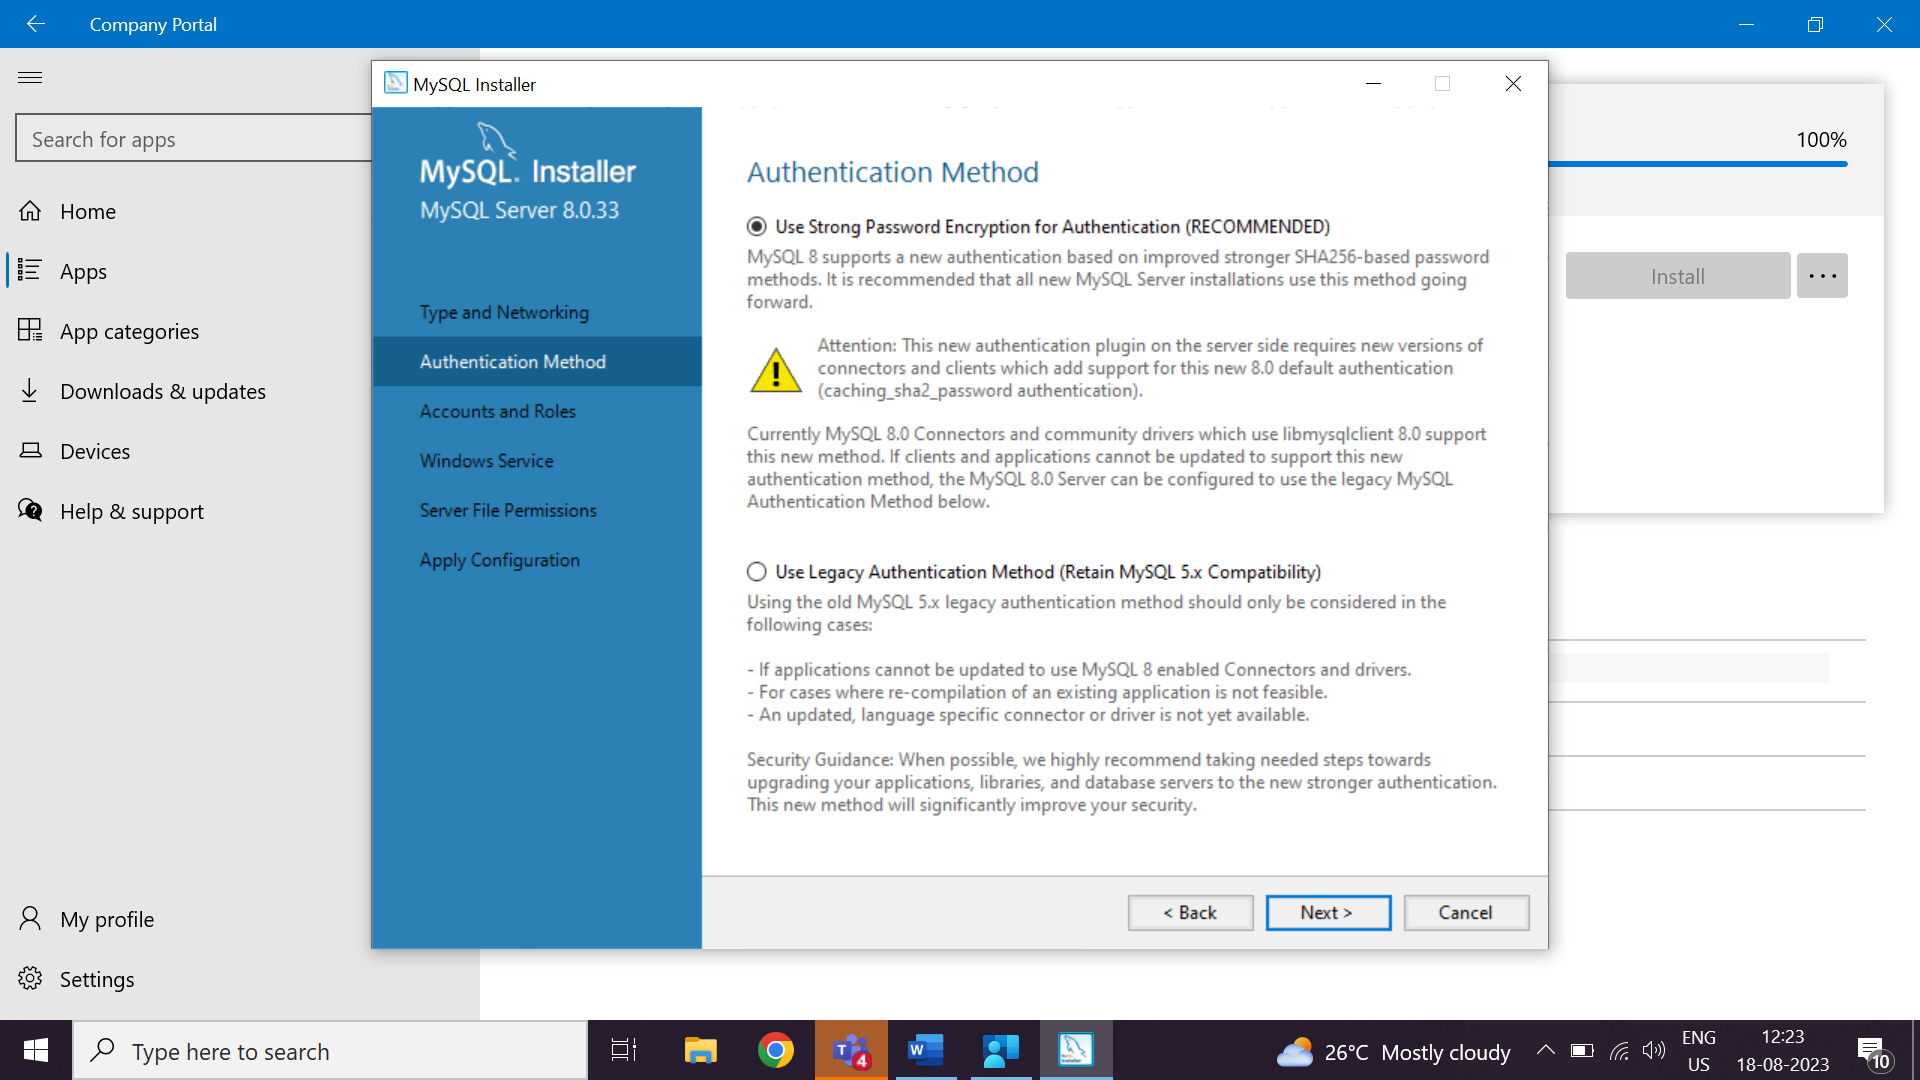 Company Portal
MySQL Installer
Search for apps
Home
Apps
App categories
Downloads & updates
Devices
Help & support
My profile
Settings
MySQL. Installer
MySQL Server 8.0.33
Type and Networking
Authentication Method
Accounts and Roles
Windows Service
Server File Permissions
Apply Configuration
Authentication Method
Use Strong Password Encryption for Authentication (RECOMMENDED)
MySQL 8 supports a new authentication based on improved stronger SHA256-based password
methods. It is recommended that all new MySQL Server installations use this method going
forward.
Attention: This new authentication plugin on the server side requires new versions of
connectors and clients which add support for this new 8.0 default authentication
(caching_sha2_password authentication).
Currently MySQL 8.0 Connectors and community drivers which use libmysqlclient 8.0 support
this new method. If clients and applications cannot be updated to support this new
authentication method, the MySQL 8.0 Server can be configured to use the legacy MySQL
Authentication Method below.
Use Legacy Authentication Method (Retain MySQL 5.x Compatibility)
Using the old MySQL 5.x legacy authentication method should only be considered in the
following cases:
- If applications cannot be updated to use MySQL 8 enabled Connectors and drivers.
- For cases where re-compilation of an existing application is not feasible.
- An updated, language specific connector or driver is not yet available.
Security Guidance: When possible, we highly recommend taking needed steps towards
upgrading your applications, libraries, and database servers to the new stronger authentication.
This new method will significantly improve your security.
< Back
Next >
Cancel
100%
Install
...
Type here to search
T
4
W
26°C Mostly cloudy
ENG
US
12:23
18-08-2023
10